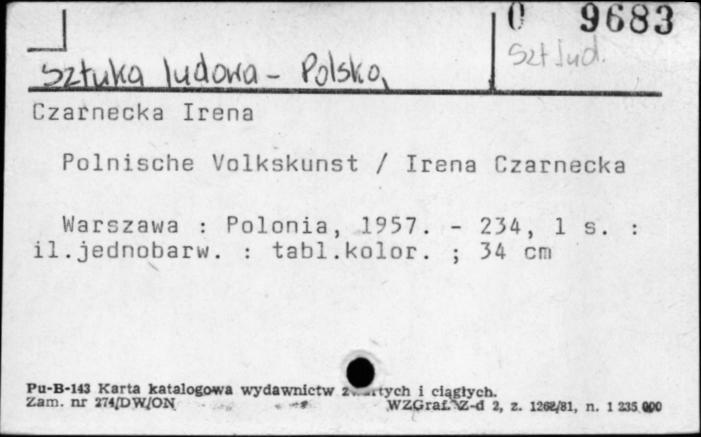 0 9683
Szt lud.
Sztuka ludowa - Polska
Czarnecka Irena
Polnische Volkskunst / Irena Czarnecka
Warszawa : Polonia, 1957. - 234, 1 s. :
il.jednobarw. : tabl.kolor. ; 34 cm
Pu-B-143 Karta katalogowa wydawnictw zwartych i ciągłych.
Zam. nr 274/DW/ON WZGraf. Z-d 2, z. 1268/81, n. 1 235 000